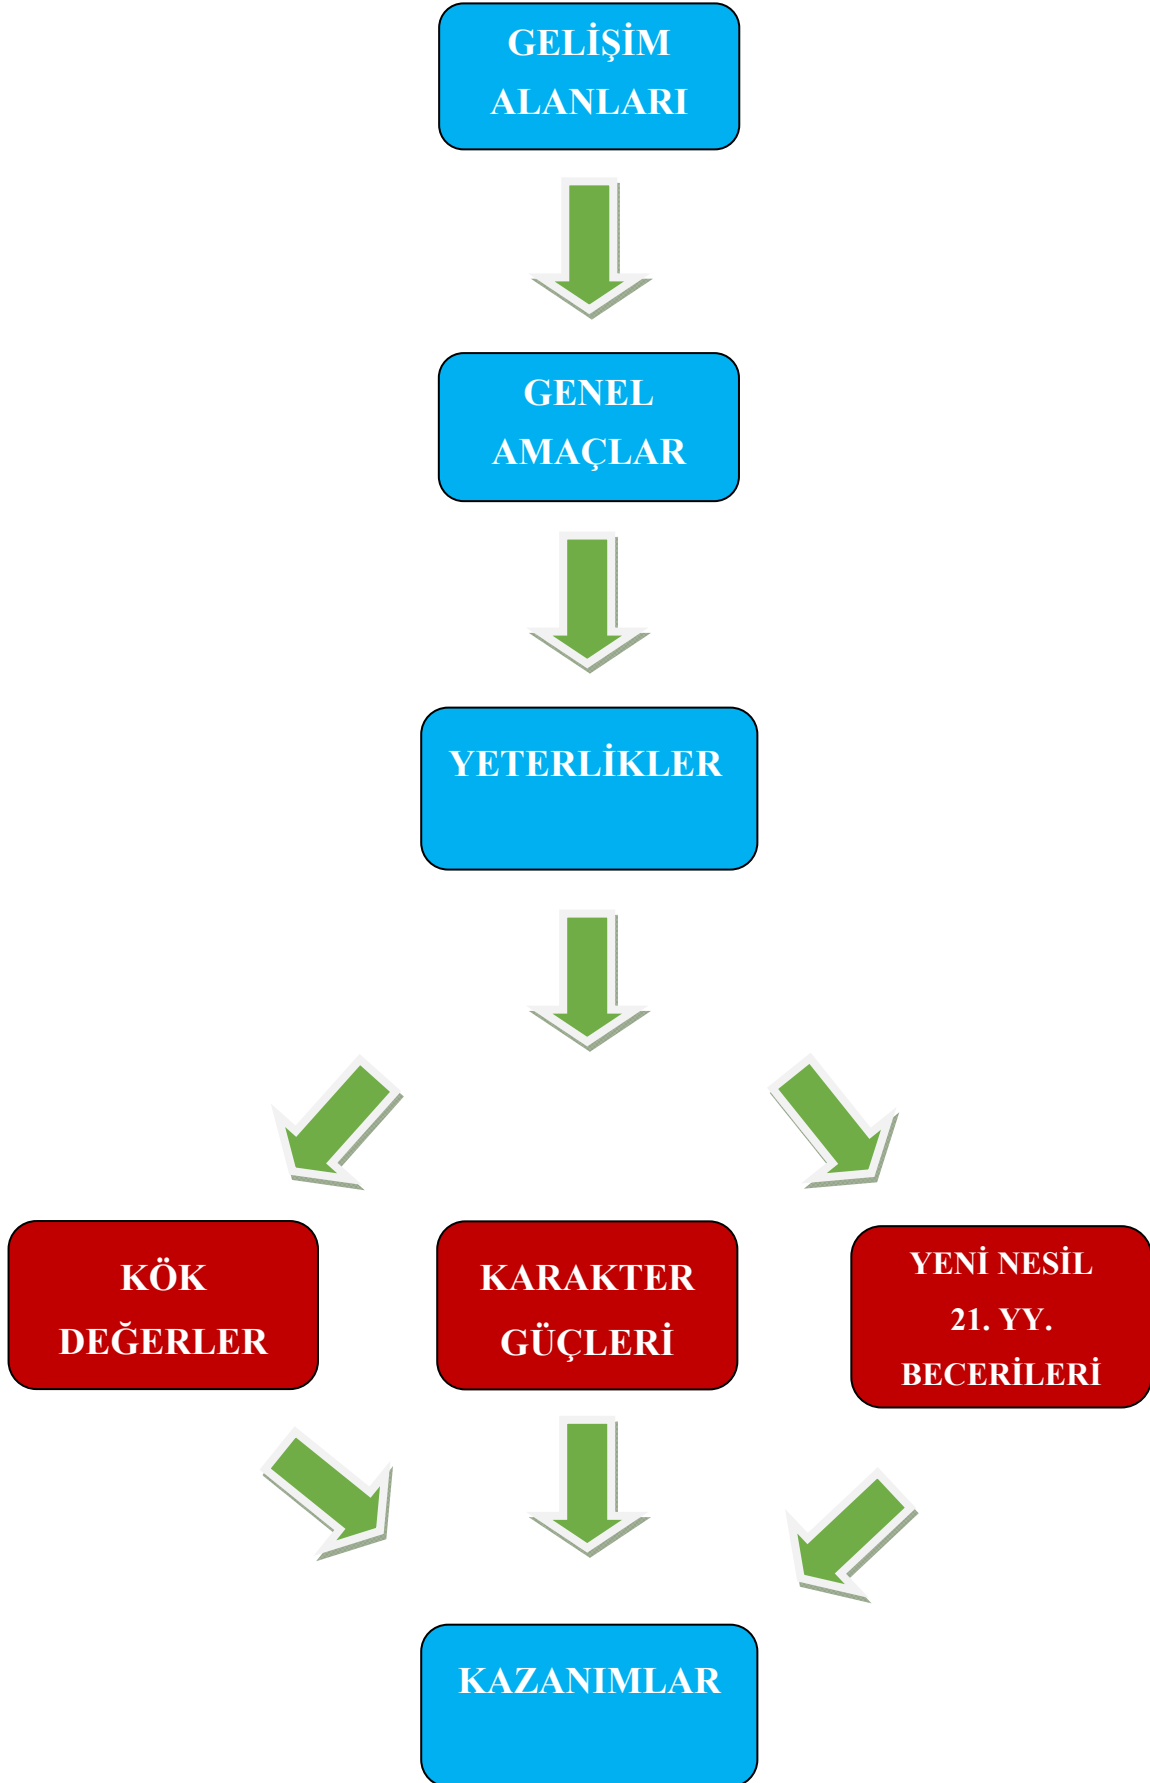 GELİŞİM
ALANLARI
GENEL
AMAÇLAR
YETERLİKLER
KÖK
DEĞERLER
KARAKTER
GÜÇLERİ
YENİ NESİL
21. YY.
BECERİLERİ
KAZANIMLAR